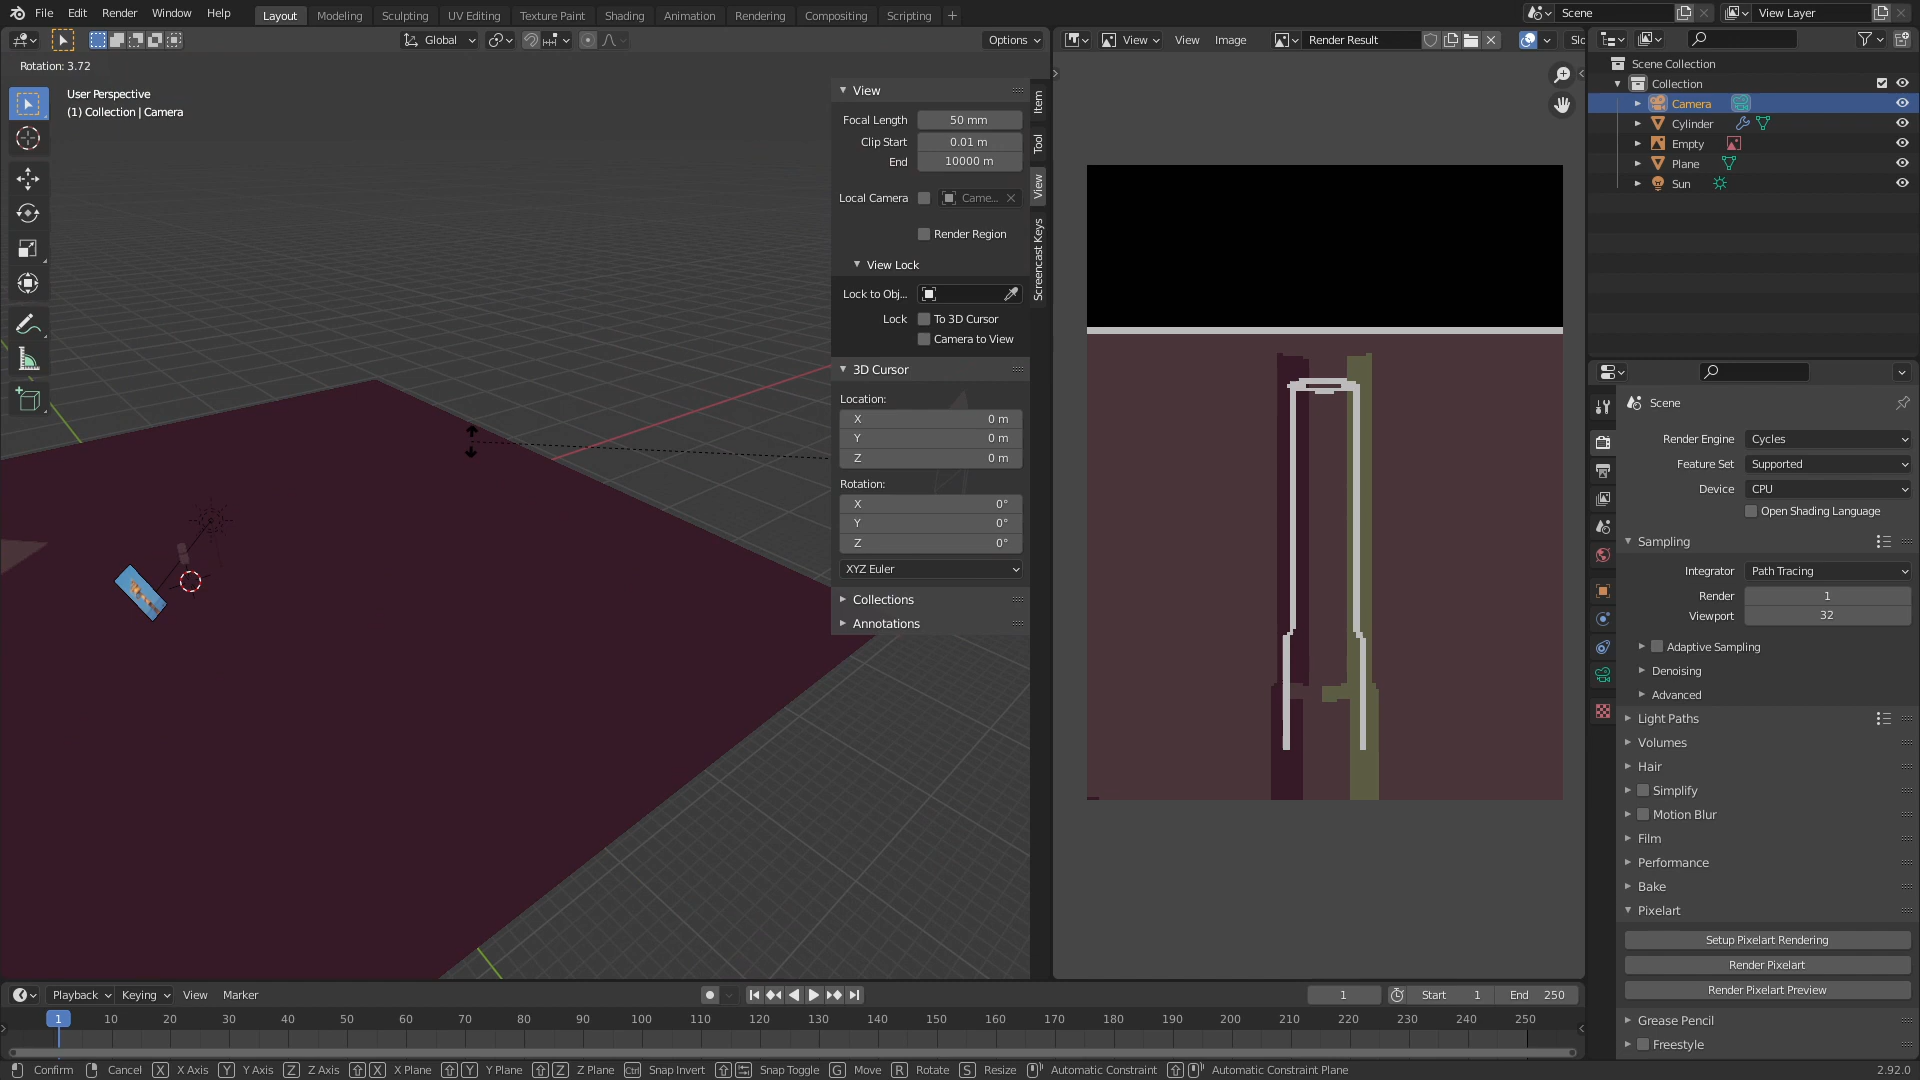 File Edit Render Window Help Layout Modeling Sculpting UV Editing Texture Paint Shading Animation Rendering Compositing Scripting + Scene View Layer
Global Options View View Image Render Result Slo
Rotation: 3.72
User Perspective
(1) Collection | Camera
View
Focal Length 50 mm
Clip Start 0.01 m
End 10000 m
Local Camera Came...
Render Region
View Lock
Lock to Obj...
Lock To 3D Cursor
Camera to View
3D Cursor
Location:
X 0 m
Y 0 m
Z 0 m
Rotation:
X 0°
Y 0°
Z 0°
XYZ Euler
Collections
Annotations
Item
Tool
View
Screencast Keys
Scene Collection
Collection
Camera
Cylinder
Empty
Plane
Sun
Scene
Render Engine Cycles
Feature Set Supported
Device CPU
Open Shading Language
Sampling
Integrator Path Tracing
Render 1
Viewport 32
Adaptive Sampling
Denoising
Advanced
Light Paths
Volumes
Hair
Simplify
Motion Blur
Film
Performance
Bake
Pixelart
Setup Pixelart Rendering
Render Pixelart
Render Pixelart Preview
Grease Pencil
Freestyle
Playback Keying View Marker 1 Start 1 End 250
1 10 20 30 40 50 60 70 80 90 100 110 120 130 140 150 160 170 180 190 200 210 220 230 240 250
Confirm Cancel X X Axis Y Y Axis Z Z Axis X X Plane Y Y Plane Z Z Plane Ctrl Snap Invert Snap Toggle G Move R Rotate S Resize Automatic Constraint Automatic Constraint Plane 2.92.0